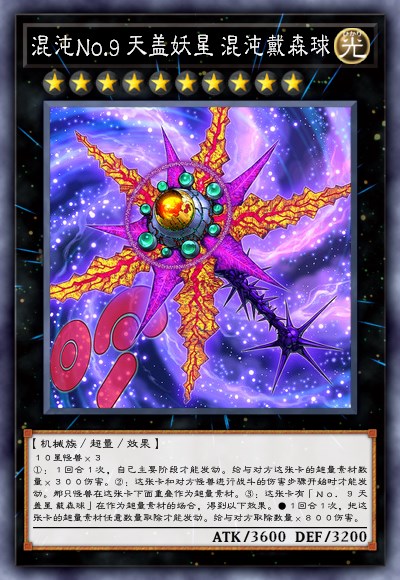 混沌No.9 天盖妖星 混沌戴森球
光
【机械族／超量／效果】
10星怪兽×3
①：1回合1次，自己主要阶段才能发动。给与对方这张卡的超量素材数
量×300伤害。②：这张卡和对方怪兽进行战斗的伤害步骤开始时才能发
动。那只怪兽在这张卡下面重叠作为超量素材。③：这张卡有「No．9 天
盖星 戴森球」在作为超量素材的场合，得到以下效果。●1回合1次，把这
张卡的超量素材任意数量取除才能发动。给与对方取除数量×800伤害。
ATK/3600 DEF/3200